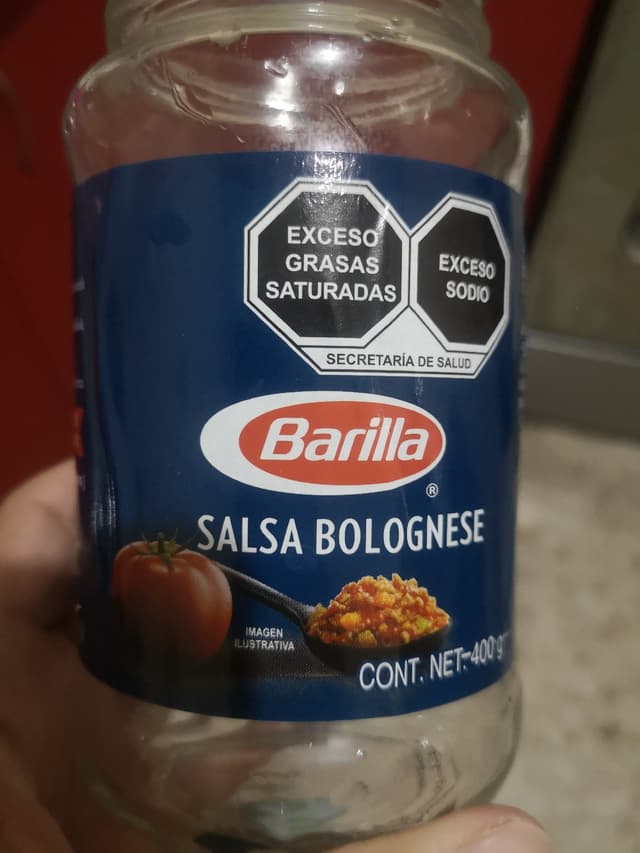 EXCESO
GRASAS
SATURADAS
EXCESO
SODIO
SECRETARÍA DE SALUD
Barilla
®
SALSA BOLOGNESE
IMAGEN
ILUSTRATIVA
CONT. NET. 400 g